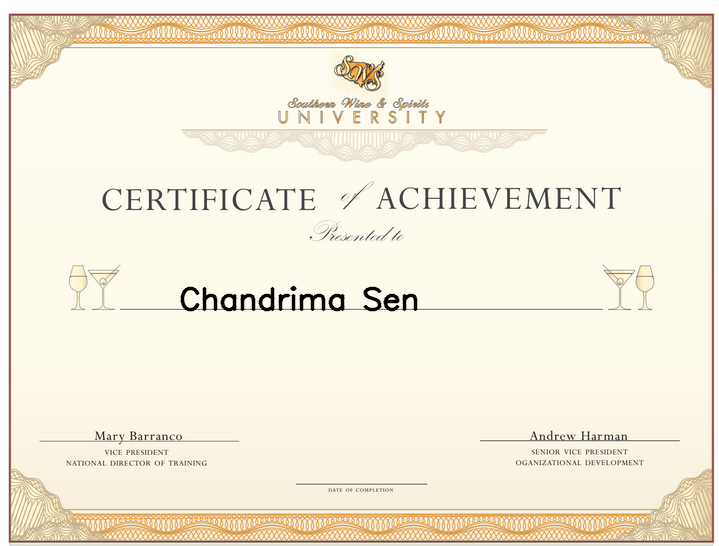 SWS
Southern Wine & Spirits
UNIVERSITY
CERTIFICATE of ACHIEVEMENT
Presented to
Chandrima Sen
Mary Barranco
VICE PRESIDENT
NATIONAL DIRECTOR OF TRAINING
Andrew Harman
SENIOR VICE PRESIDENT
OGANIZATIONAL DEVELOPMENT
DATE OF COMPLETION